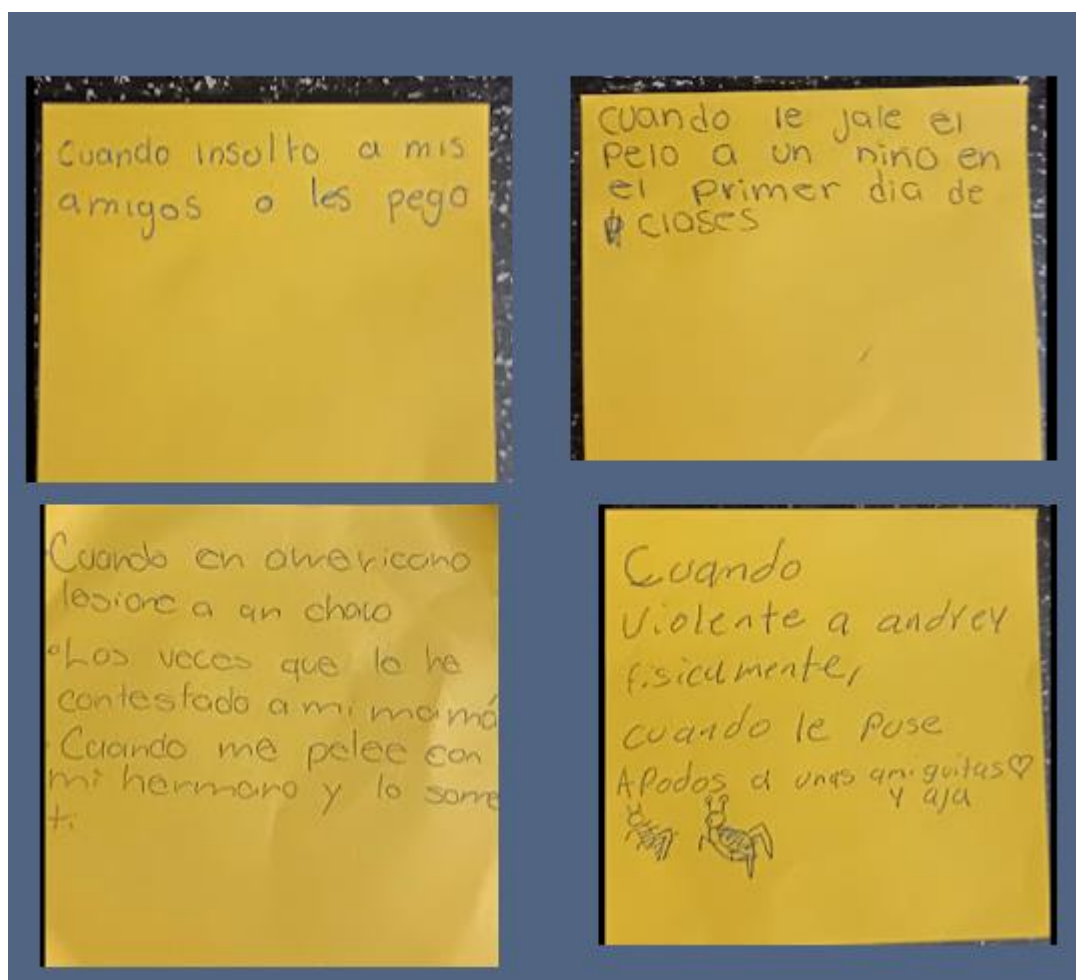 Cuando insulto a mis
amigos o les pego
cuando le jale el
pelo a un nino en
el primer dia de
clases
Cuando en americano
lesione a un chavo
•Las veces que le he
contestado a mi mamá
•Cuando me pelee con
mi hermano y lo some
ti
Cuando
violente a andrey
fisicamente,
cuando le puse
Apodos a unas amiguitas♡
y aja